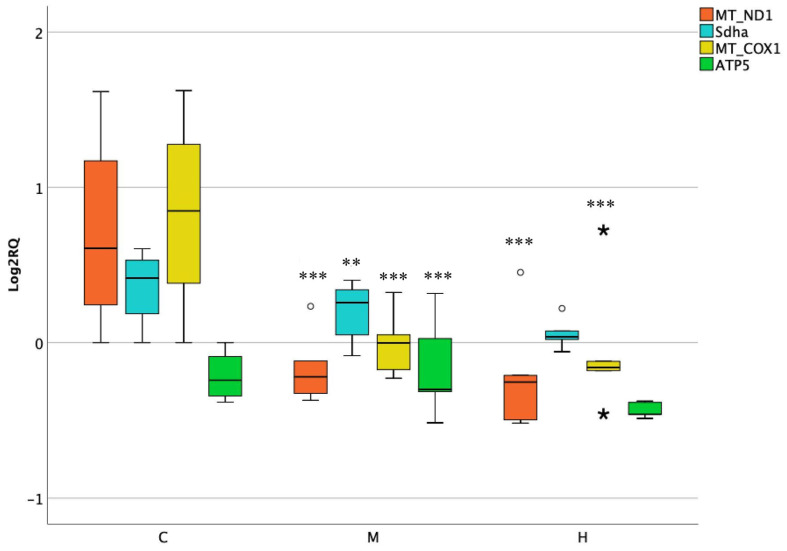 MT_ND1
Sdha
MT_COX1
ATP5
2
1
0
−1
Log2RQ
***
**
***
***
***
***
C
M
H